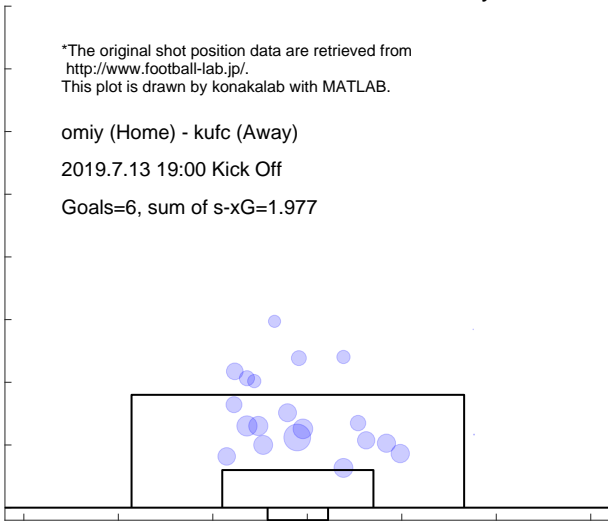 *The original shot position data are retrieved from
http://www.football-lab.jp/.
This plot is drawn by konakalab with MATLAB.
omiy (Home) - kufc (Away)
2019.7.13 19:00 Kick Off
Goals=6, sum of s-xG=1.977